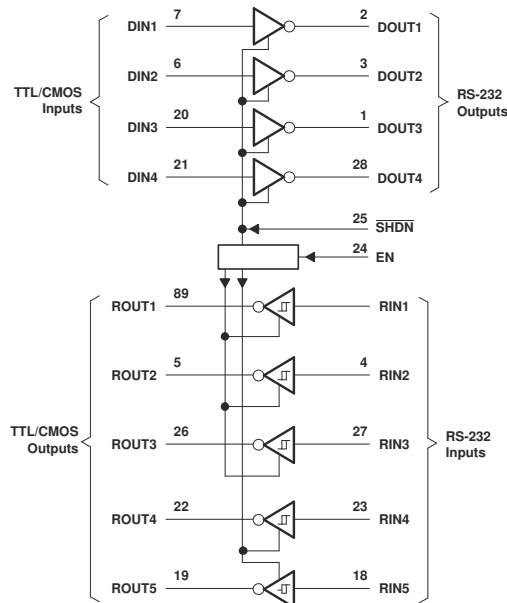 7 2
DIN1 DOUT1
6 3
DIN2 DOUT2
TTL/CMOS Inputs
RS-232 Outputs
20 1
DIN3 DOUT3
21 28
DIN4 DOUT4
25 SHDN
24 EN
ROUT1 89 RIN1
5 4
ROUT2 RIN2
TTL/CMOS Outputs
RS-232 Inputs
26 27
ROUT3 RIN3
22 23
ROUT4 RIN4
19 18
ROUT5 RIN5